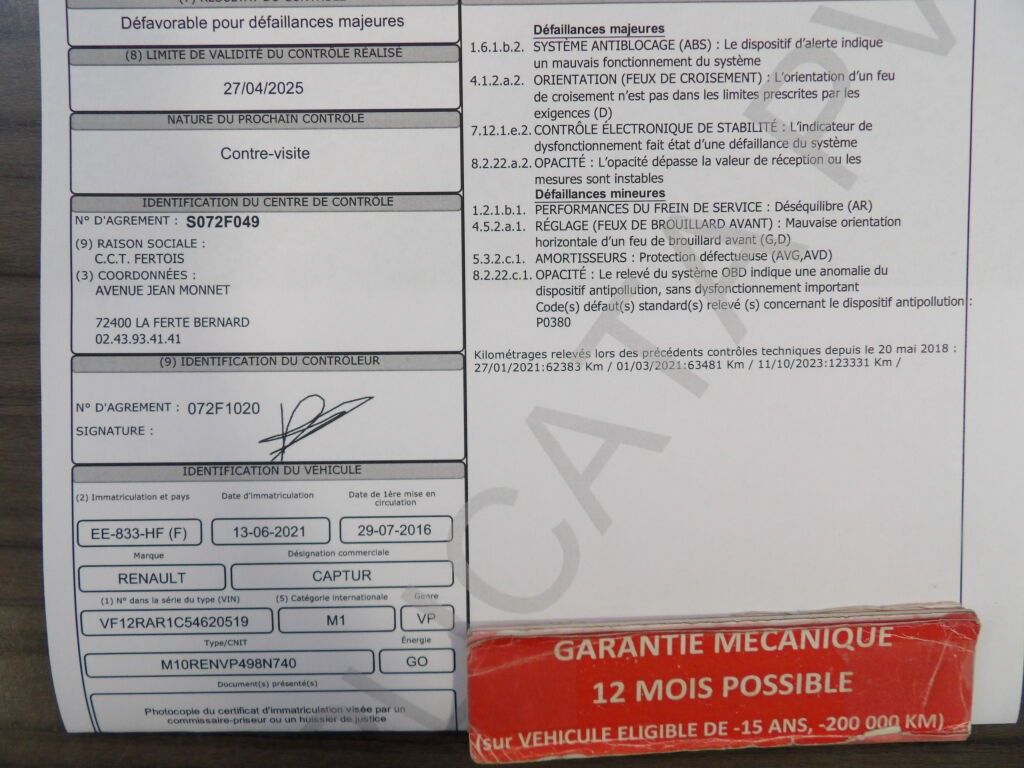 Défavorable pour défaillances majeures
(8) LIMITE DE VALIDITÉ DU CONTRÔLE RÉALISÉ
27/04/2025
NATURE DU PROCHAIN CONTRÔLE
Contre-visite
IDENTIFICATION DU CENTRE DE CONTRÔLE
N° D'AGREMENT : S072F049
(9) RAISON SOCIALE :
C.C.T. FERTOIS
(3) COORDONNÉES :
AVENUE JEAN MONNET
72400 LA FERTE BERNARD
02.43.93.41.41
(9) IDENTIFICATION DU CONTRÔLEUR
N° D'AGREMENT : 072F1020
SIGNATURE :
IDENTIFICATION DU VÉHICULE
(2) Immatriculation et pays Date d'immatriculation Date de 1ère mise en circulation
EE-833-HF (F) 13-06-2021 29-07-2016
Marque Désignation commerciale
RENAULT CAPTUR
(1) N° dans la série du type (VIN) (5) Catégorie internationale Genre
VF12RAR1C54620519 M1 VP
Type/CNIT Énergie
M10RENVP498N740 GO
Document(s) présenté(s)
Photocopie du certificat d'immatriculation visée par un
commissaire-priseur ou un huissier de justice
Défaillances majeures
1.6.1.b.2. SYSTÈME ANTIBLOCAGE (ABS) : Le dispositif d'alerte indique
un mauvais fonctionnement du système
4.1.2.a.2. ORIENTATION (FEUX DE CROISEMENT) : L'orientation d'un feu
de croisement n'est pas dans les limites prescrites par les
exigences (D)
7.12.1.e.2. CONTRÔLE ÉLECTRONIQUE DE STABILITÉ : L'indicateur de
dysfonctionnement fait état d'une défaillance du système
8.2.22.a.2. OPACITÉ : L'opacité dépasse la valeur de réception ou les
mesures sont instables
Défaillances mineures
1.2.1.b.1. PERFORMANCES DU FREIN DE SERVICE : Déséquilibre (AR)
4.5.2.a.1. RÉGLAGE (FEUX DE BROUILLARD AVANT) : Mauvaise orientation
horizontale d'un feu de brouillard avant (G,D)
5.3.2.c.1. AMORTISSEURS : Protection défectueuse (AVG,AVD)
8.2.22.c.1. OPACITÉ : Le relevé du système OBD indique une anomalie du
dispositif antipollution, sans dysfonctionnement important
Code(s) défaut(s) standard(s) relevé (s) concernant le dispositif antipollution :
P0380
Kilométrages relevés lors des précédents contrôles techniques depuis le 20 mai 2018 :
27/01/2021:62383 Km / 01/03/2021:63481 Km / 11/10/2023:123331 Km /
GARANTIE MECANIQUE
12 MOIS POSSIBLE
(sur VEHICULE ELIGIBLE DE -15 ANS, -200 000 KM)